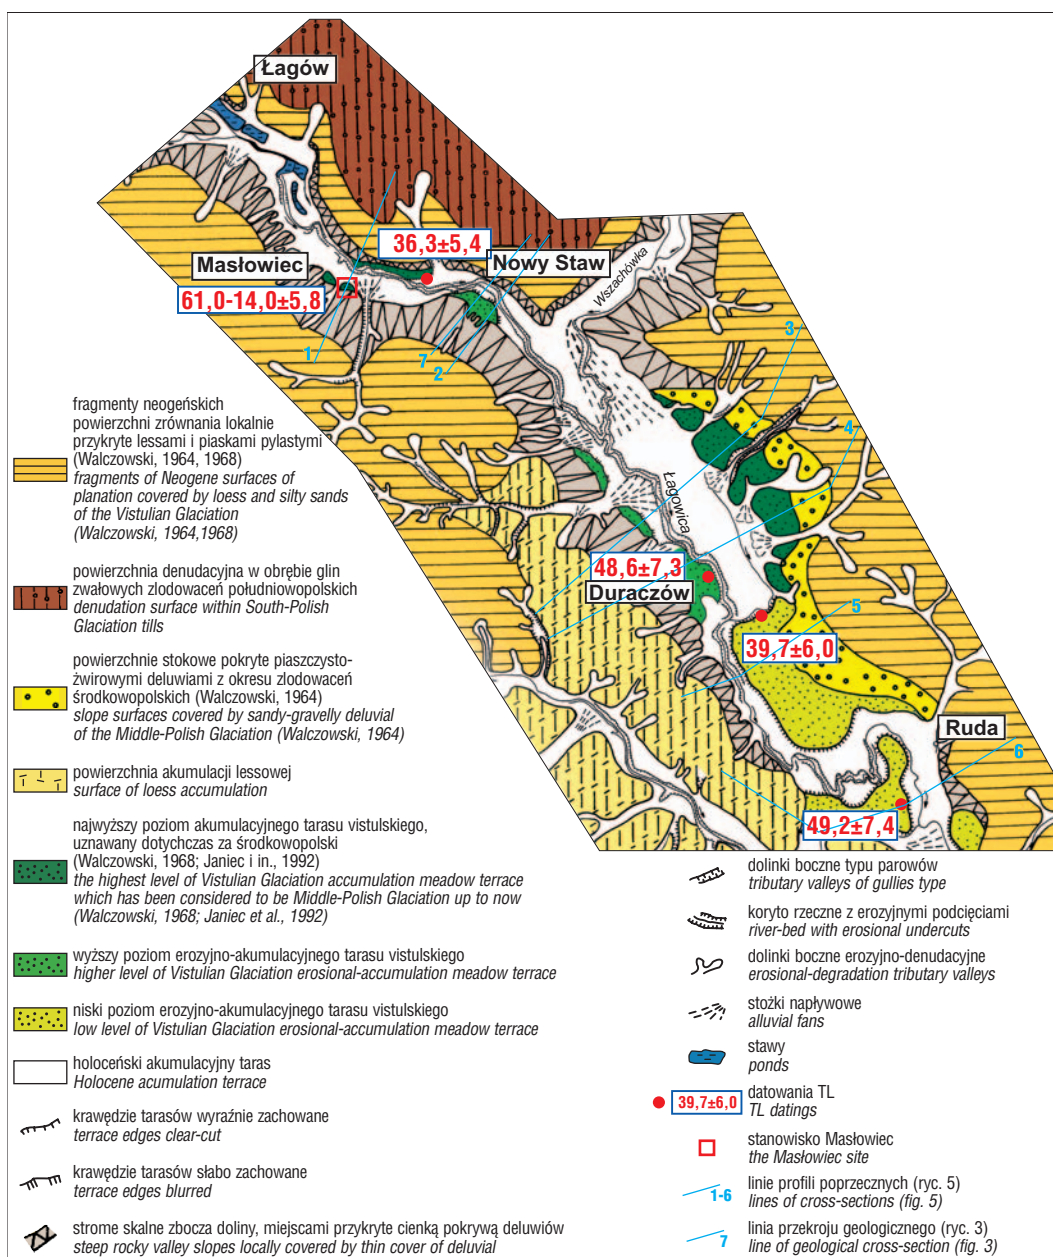 Łagów
36,3±5,4
Masłowiec
Nowy Staw
61,0-14,0±5,8
Wszachówka
1
7
2
3
4
Łagowica
48,6±7,3
Duraczów
5
39,7±6,0
Ruda
6
49,2±7,4
fragmenty neogeńskich
powierzchni zrównania lokalnie
przykryte lessami i piaskami pylastymi
(Walczowski, 1964, 1968)
fragments of Neogene surfaces of
planation covered by loess and silty sands
of the Vistulian Glaciation
(Walczowski, 1964,1968)
powierzchnia denudacyjna w obrębie glin
zwałowych zlodowaceń południowopolskich
denudation surface within South-Polish
Glaciation tills
powierzchnie stokowe pokryte piaszczysto-
żwirowymi deluwiami z okresu zlodowaceń
środkowopolskich (Walczowski, 1964)
slope surfaces covered by sandy-gravelly deluvial
of the Middle-Polish Glaciation (Walczowski, 1964)
powierzchnia akumulacji lessowej
surface of loess accumulation
najwyższy poziom akumulacyjnego tarasu vistulskiego,
uznawany dotychczas za środkowopolski
(Walczowski, 1968; Janiec i in., 1992)
the highest level of Vistulian Glaciation accumulation meadow terrace
which has been considered to be Middle-Polish Glaciation up to now
(Walczowski, 1968; Janiec et al., 1992)
wyższy poziom erozyjno-akumulacyjnego tarasu vistulskiego
higher level of Vistulian Glaciation erosional-accumulation meadow terrace
niski poziom erozyjno-akumulacyjnego tarasu vistulskiego
low level of Vistulian Glaciation erosional-accumulation meadow terrace
holoceński akumulacyjny taras
Holocene acumulation terrace
krawędzie tarasów wyraźnie zachowane
terrace edges clear-cut
krawędzie tarasów słabo zachowane
terrace edges blurred
strome skalne zbocza doliny, miejscami przykryte cienką pokrywą deluwiów
steep rocky valley slopes locally covered by thin cover of deluvial
dolinki boczne typu parowów
tributary valleys of gullies type
koryto rzeczne z erozyjnymi podcięciami
river-bed with erosional undercuts
dolinki boczne erozyjno-denudacyjne
erosional-degradation tributary valleys
stożki napływowe
alluvial fans
stawy
ponds
39,7±6,0
datowania TL
TL datings
stanowisko Masłowiec
the Masłowiec site
1-6
linie profili poprzecznych (ryc. 5)
lines of cross-sections (fig. 5)
7
linia przekroju geologicznego (ryc. 3)
line of geological cross-section (fig. 3)